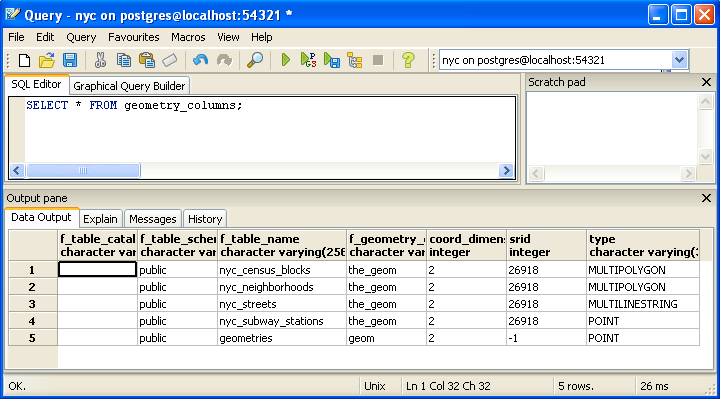 Query - nyc on postgres@localhost:54321 *
File Edit Query Favourites Macros View Help
nyc on postgres@localhost:54321
SQL Editor Graphical Query Builder Scratch pad
SELECT * FROM geometry_columns;
Output pane
Data Output Explain Messages History
f_table_catal f_table_scher f_table_name f_geometry_ coord_dimens srid type
character var character var character varying(256 character var integer integer character varying(3
1 public nyc_census_blocks the_geom 2 26918 MULTIPOLYGON
2 public nyc_neighborhoods the_geom 2 26918 MULTIPOLYGON
3 public nyc_streets the_geom 2 26918 MULTILINESTRING
4 public nyc_subway_stations the_geom 2 26918 POINT
5 public geometries geom 2 -1 POINT
OK. Unix Ln 1 Col 32 Ch 32 5 rows. 26 ms